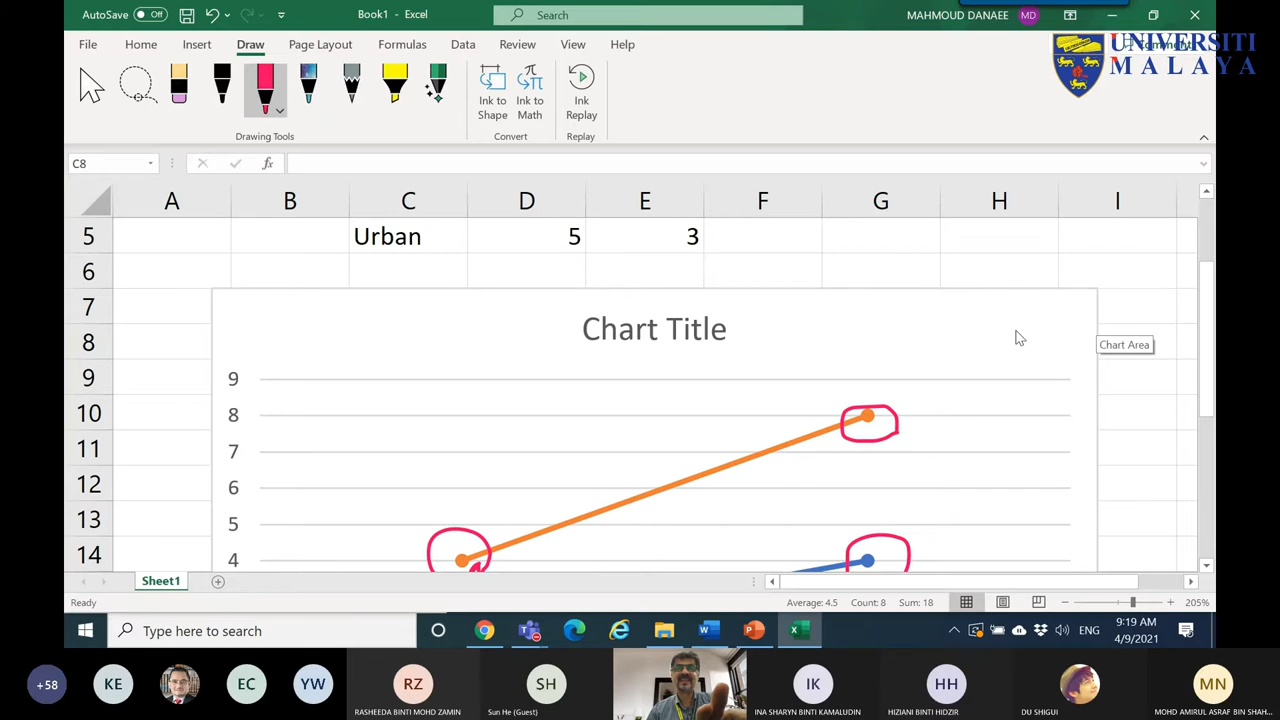 AutoSave Off Book1 - Excel Search MAHMOUD DANAEE MD
File Home Insert Draw Page Layout Formulas Data Review View Help
UNIVERSITI
MALAYA
Ink to Shape
Ink to Math
Ink Replay
Drawing Tools Convert Replay
C8 fx
A B C D E F G H I
5 Urban 5 3
6
7
Chart Title
8
Chart Area
9
9
10
8
11
7
12
6
13
5
14
4
Sheet1
Ready Average: 4.5 Count: 8 Sum: 18 205%
Type here to search ENG 9:19 AM
4/9/2021
+58 KE EC YW RZ SH IK HH MN
RASHEEDA BINTI MOHD ZAMIN Sun He (Guest) INA SHARYN BINTI KAMALUDIN HIZIANI BINTI HIDZIR DU SHIGUI MOHD AMIRUL ASRAF BIN SHAH...